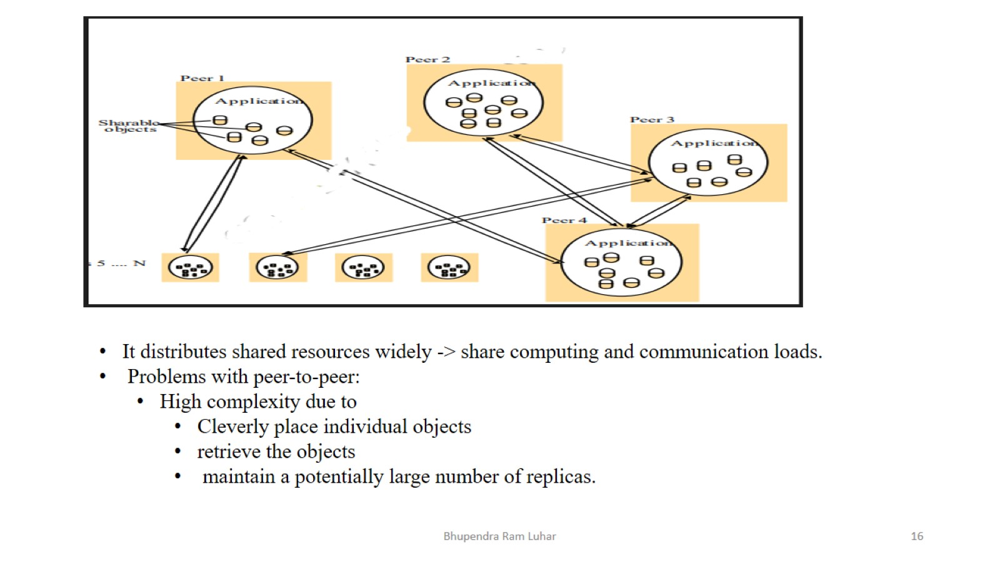 Peer 2
Peer 1
Application
Application
Sharable
objects
Peer 3
Application
Peer 4
Application
s 5 .... N
• It distributes shared resources widely -> share computing and communication loads.
• Problems with peer-to-peer:
• High complexity due to
• Cleverly place individual objects
• retrieve the objects
• maintain a potentially large number of replicas.
Bhupendra Ram Luhar
16